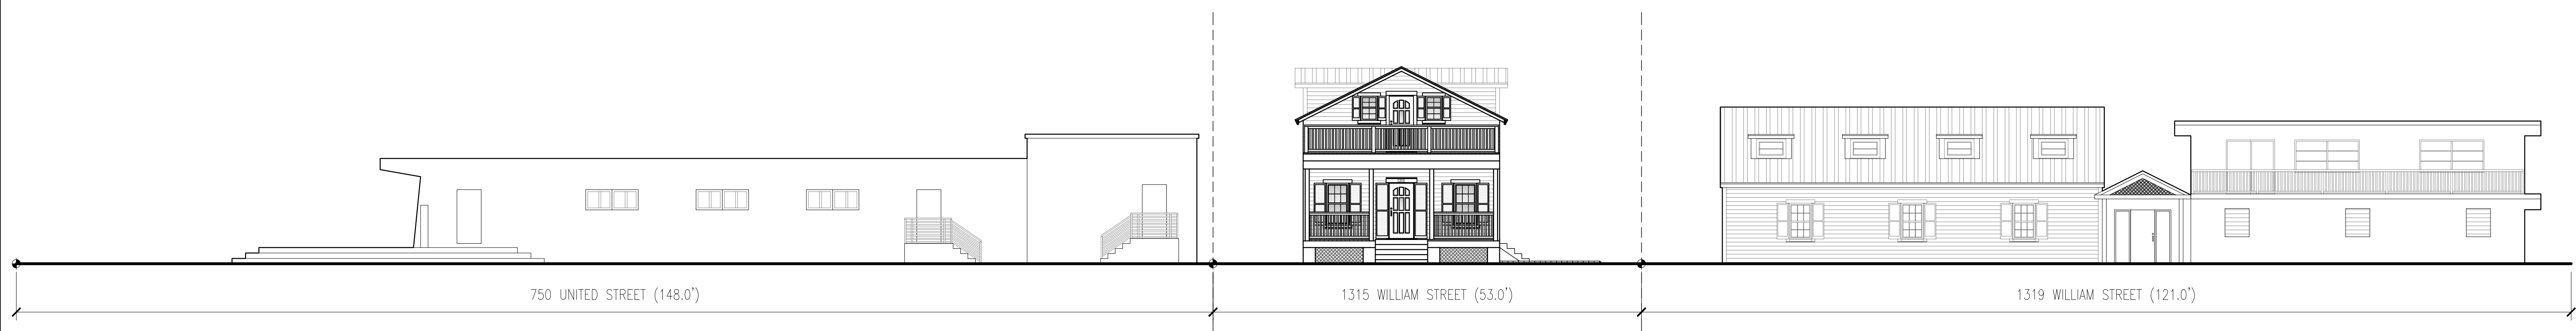 750 UNITED STREET (148.0')
1315 WILLIAM STREET (53.0')
1319 WILLIAM STREET (121.0')